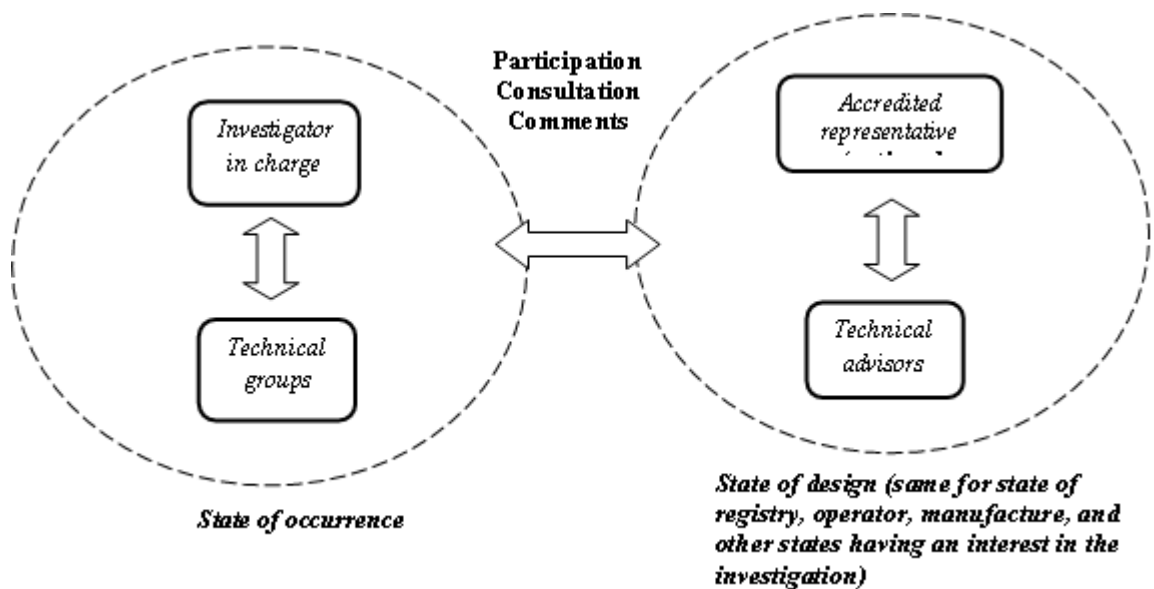 Participation
Consultation
Comments
Investigator
in charge
Technical
groups
State of occurrence
Accredited
representative
Technical
advisors
State of design (same for state of
registry, operator, manufacture, and
other states having an interest in the
investigation)